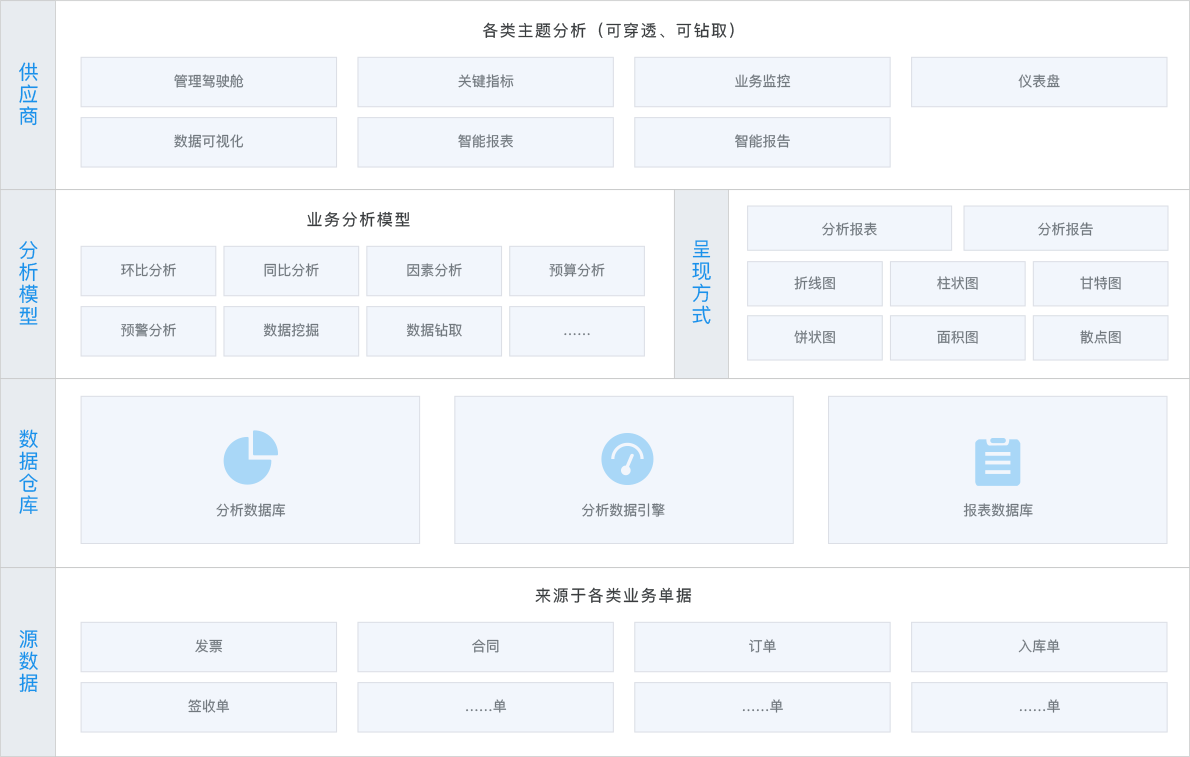 供应商
各类主题分析（可穿透、可钻取）
管理驾驶舱
关键指标
业务监控
仪表盘
数据可视化
智能报表
智能报告
分析模型
业务分析模型
环比分析
同比分析
因素分析
预算分析
预警分析
数据挖掘
数据钻取
……
呈现方式
分析报表
分析报告
折线图
柱状图
甘特图
饼状图
面积图
散点图
数据仓库
分析数据库
分析数据引擎
报表数据库
源数据
来源于各类业务单据
发票
合同
订单
入库单
签收单
……单
……单
……单